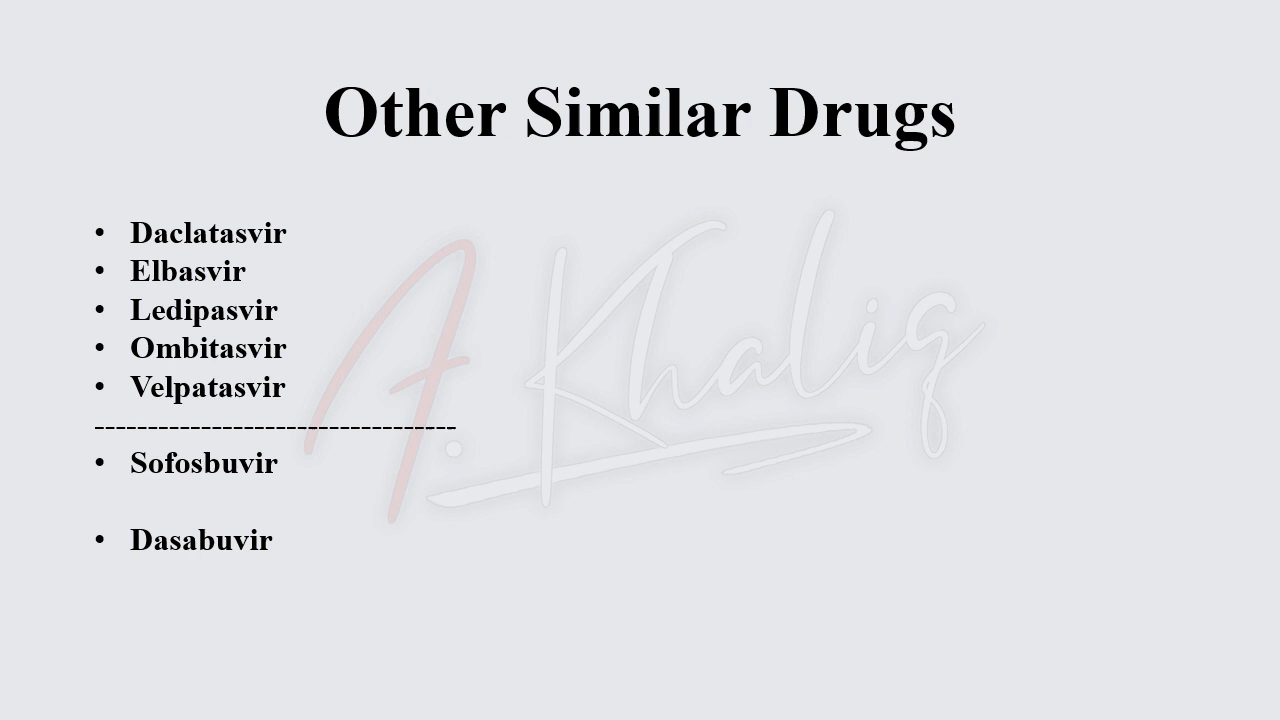 Other Similar Drugs
• Daclatasvir
• Elbasvir
• Ledipasvir
• Ombitasvir
• Velpatasvir
----------------------------------
• Sofosbuvir
• Dasabuvir
A. Khaliq